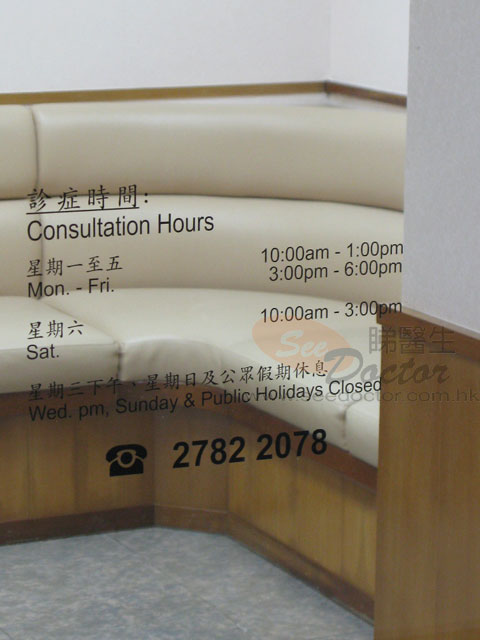 診症時間:
Consultation Hours
星期一至五 10:00am - 1:00pm
Mon. - Fri. 3:00pm - 6:00pm
星期六 10:00am - 3:00pm
Sat.
星期三下午、星期日及公眾假期休息
Wed. pm, Sunday & Public Holidays Closed
2782 2078
See Doctor 睇醫生
seedoctor.com.hk